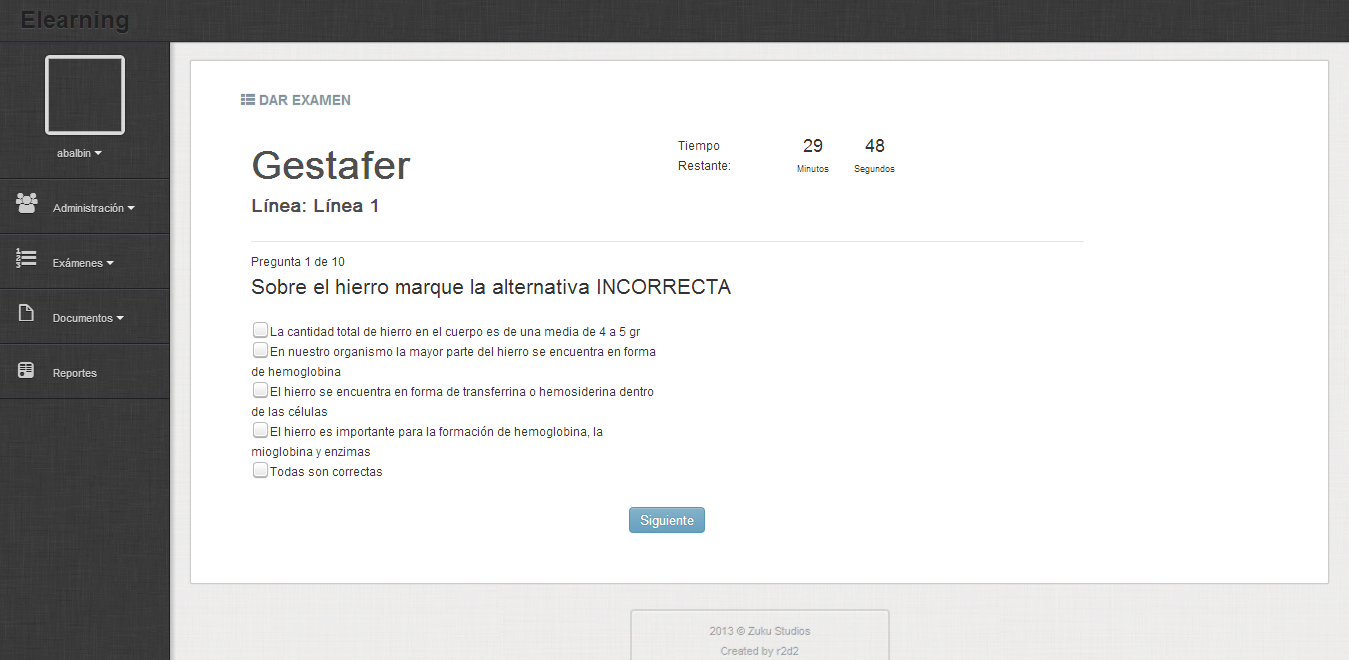 Elearning
abalbin
Administración
Exámenes
Documentos
Reportes
DAR EXAMEN
Gestafer
Línea: Línea 1
Tiempo
Restante:
29
Minutos
48
Segundos
Pregunta 1 de 10
Sobre el hierro marque la alternativa INCORRECTA
La cantidad total de hierro en el cuerpo es de una media de 4 a 5 gr
En nuestro organismo la mayor parte del hierro se encuentra en forma
de hemoglobina
El hierro se encuentra en forma de transferrina o hemosiderina dentro
de las células
El hierro es importante para la formación de hemoglobina, la
mioglobina y enzimas
Todas son correctas
Siguiente
2013 © Zuku Studios
Created by r2d2